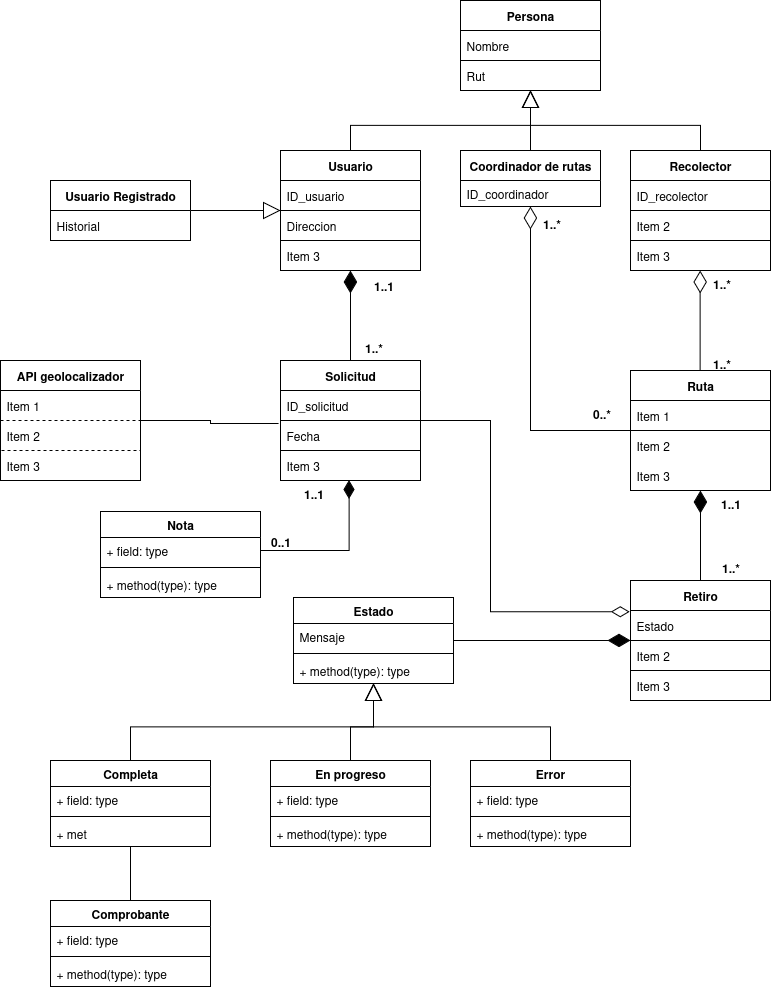 Persona
Nombre
Rut
Usuario
ID_usuario
Direccion
Item 3
Coordinador de rutas
ID_coordinador
Recolector
ID_recolector
Item 2
Item 3
Usuario Registrado
Historial
1..*
1..1
1..*
1..*
1..*
API geolocalizador
Item 1
Item 2
Item 3
Solicitud
ID_solicitud
Fecha
Item 3
0..*
Ruta
Item 1
Item 2
Item 3
1..1
1..1
Nota
+ field: type
+ method(type): type
0..1
1..*
Estado
Mensaje
+ method(type): type
Retiro
Estado
Item 2
Item 3
Completa
+ field: type
+ met
En progreso
+ field: type
+ method(type): type
Error
+ field: type
+ method(type): type
Comprobante
+ field: type
+ method(type): type